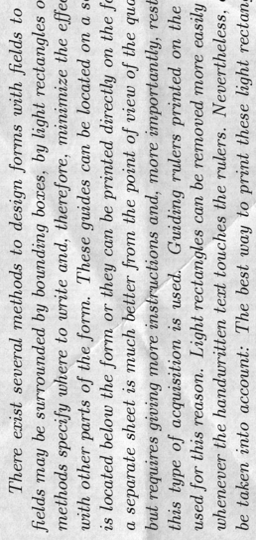 There exist several methods to design forms with fields to
fields may be surrounded by bounding boxes, by light rectangles o
methods specify where to write and, therefore, minimize the effec
with other parts of the form. These guides can be located on a s
is located below the form or they can be printed directly on the fo
a separate sheet is much better from the point of view of the qua
but requires giving more instructions and, more importantly, rest
this type of acquisition is used. Guiding rulers printed on the
used for this reason. Light rectangles can be removed more easily
whenever the handwritten text touches the rulers. Nevertheless,
be taken into account: The best way to print these light rectang